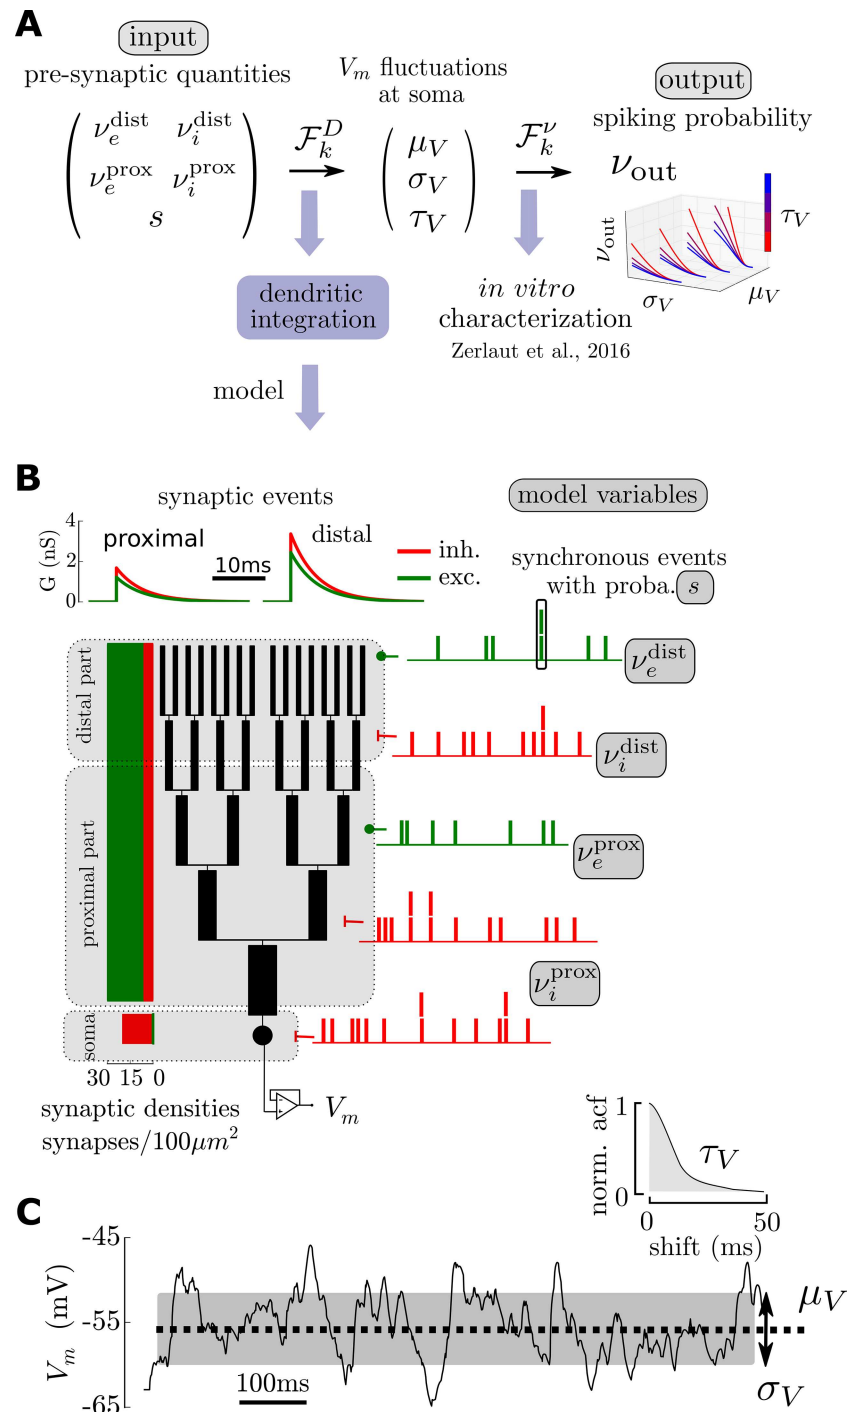 A
input
pre-synaptic quantities
ν_e^dist ν_i^dist
ν_e^prox ν_i^prox
s
F_k^D
V_m fluctuations
at soma
μ_V
σ_V
τ_V
F_k^ν
output
spiking probability
ν_out
ν_out
σ_V
μ_V
τ_V
dendritic
integration
in vitro
characterization
Zerlaut et al., 2016
model
B
synaptic events
model variables
G (nS)
4
2
0
proximal
distal
10ms
inh.
exc.
synchronous events
with proba. s
distal part
ν_e^dist
ν_i^dist
proximal part
ν_e^prox
ν_i^prox
soma
30 15 0
synaptic densities
synapses/100μm²
V_m
norm. acf
1
0
τ_V
0 50
shift (ms)
C
V_m (mV)
-45
-55
-65
100ms
μ_V
σ_V